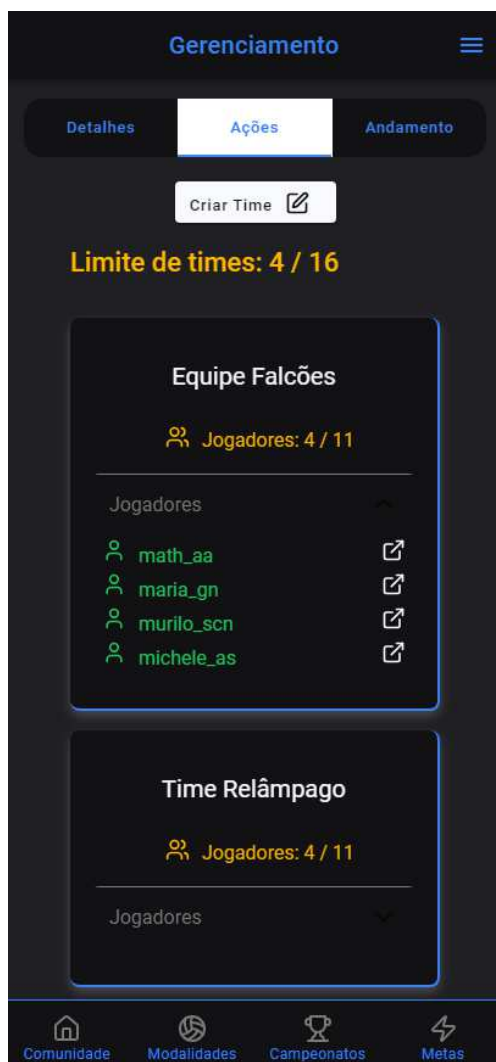 Gerenciamento
Detalhes Ações Andamento
Criar Time
Limite de times: 4 / 16
Equipe Falcões
Jogadores: 4 / 11
Jogadores
math_aa
maria_gn
murilo_scn
michele_as
Time Relâmpago
Jogadores: 4 / 11
Jogadores
Comunidade Modalidades Campeonatos Metas